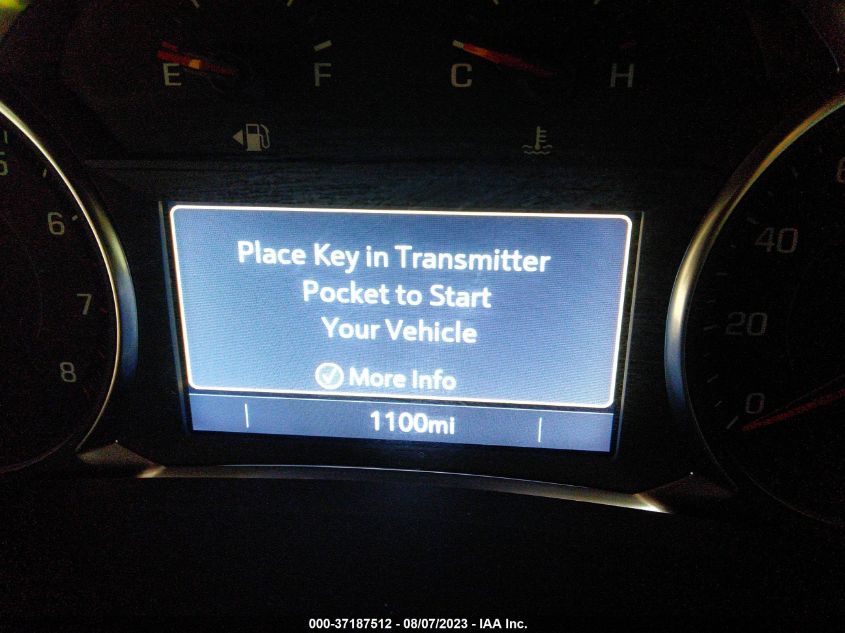 E F C H
5
6
7
8
40
20
0
Place Key in Transmitter
Pocket to Start
Your Vehicle
More Info
1100mi
000-37187512 - 08/07/2023 - IAA Inc.